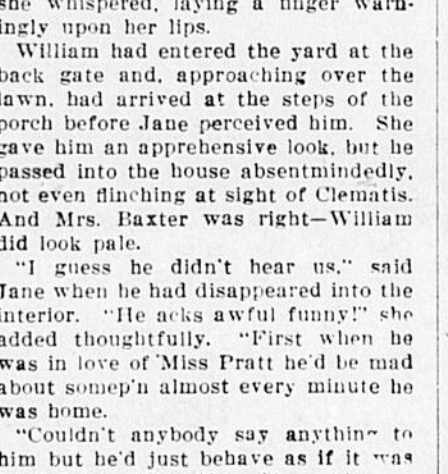 she whispered, laying a finger warn-
ingly upon her lips.
William had entered the yard at the
back gate and, approaching over the
lawn, had arrived at the steps of the
porch before Jane perceived him. She
gave him an apprehensive look, but he
passed into the house absentmindedly,
not even flinching at sight of Clematis.
And Mrs. Baxter was right—William
did look pale.
"I guess he didn't hear us," said
Jane when he had disappeared into the
interior. "He acks awful funny!" she
added thoughtfully. "First when he
was in love of Miss Pratt he'd be mad
about somep'n almost every minute he
was home.
"Couldn't anybody say anything to
him but he'd just behave as if it was